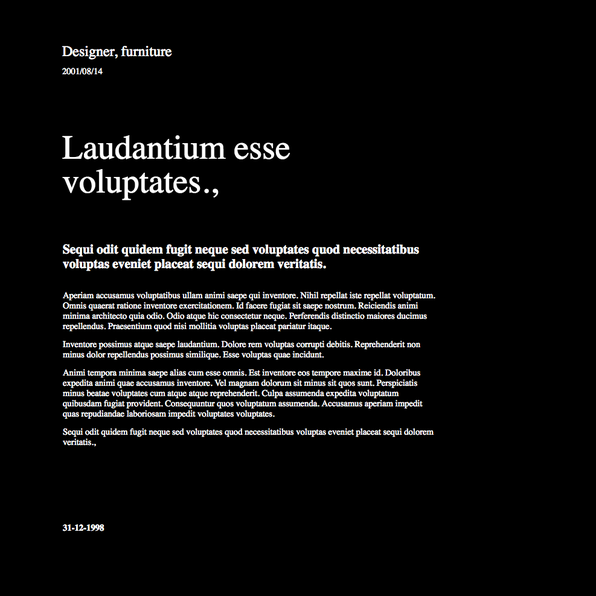 Designer, furniture
2001/08/14
Laudantium esse
voluptates.,
Sequi odit quidem fugit neque sed voluptates quod necessitatibus
voluptas eveniet placeat sequi dolorem veritatis.
Aperiam accusamus voluptatibus ullam animi saepe qui inventore. Nihil repellat iste repellat voluptatum.
Omnis quaerat ratione inventore exercitationem. Id facere fugiat sit saepe nostrum. Reiciendis animi
minima architecto quia odio. Odio atque hic consectetur neque. Perferendis distinctio maiores ducimus
repellendus. Praesentium quod nisi mollitia voluptas placeat pariatur itaque.
Inventore possimus atque saepe laudantium. Dolore rem voluptas corrupti debitis. Reprehenderit non
minus dolor repellendus possimus similique. Esse voluptas quae incidunt.
Animi tempora minima saepe alias cum esse omnis. Est inventore eos tempore maxime id. Doloribus
expedita animi quae accusamus inventore. Vel magnam dolorum sit minus sit quos sunt. Perspiciatis
minus beatae voluptates cum atque atque reprehenderit. Culpa assumenda expedita voluptatum
quibusdam fugiat provident. Consequuntur quos voluptatum assumenda. Accusamus aperiam impedit
quas repudiandae laboriosam impedit voluptates voluptates.
Sequi odit quidem fugit neque sed voluptates quod necessitatibus voluptas eveniet placeat sequi dolorem
veritatis.,
31-12-1998